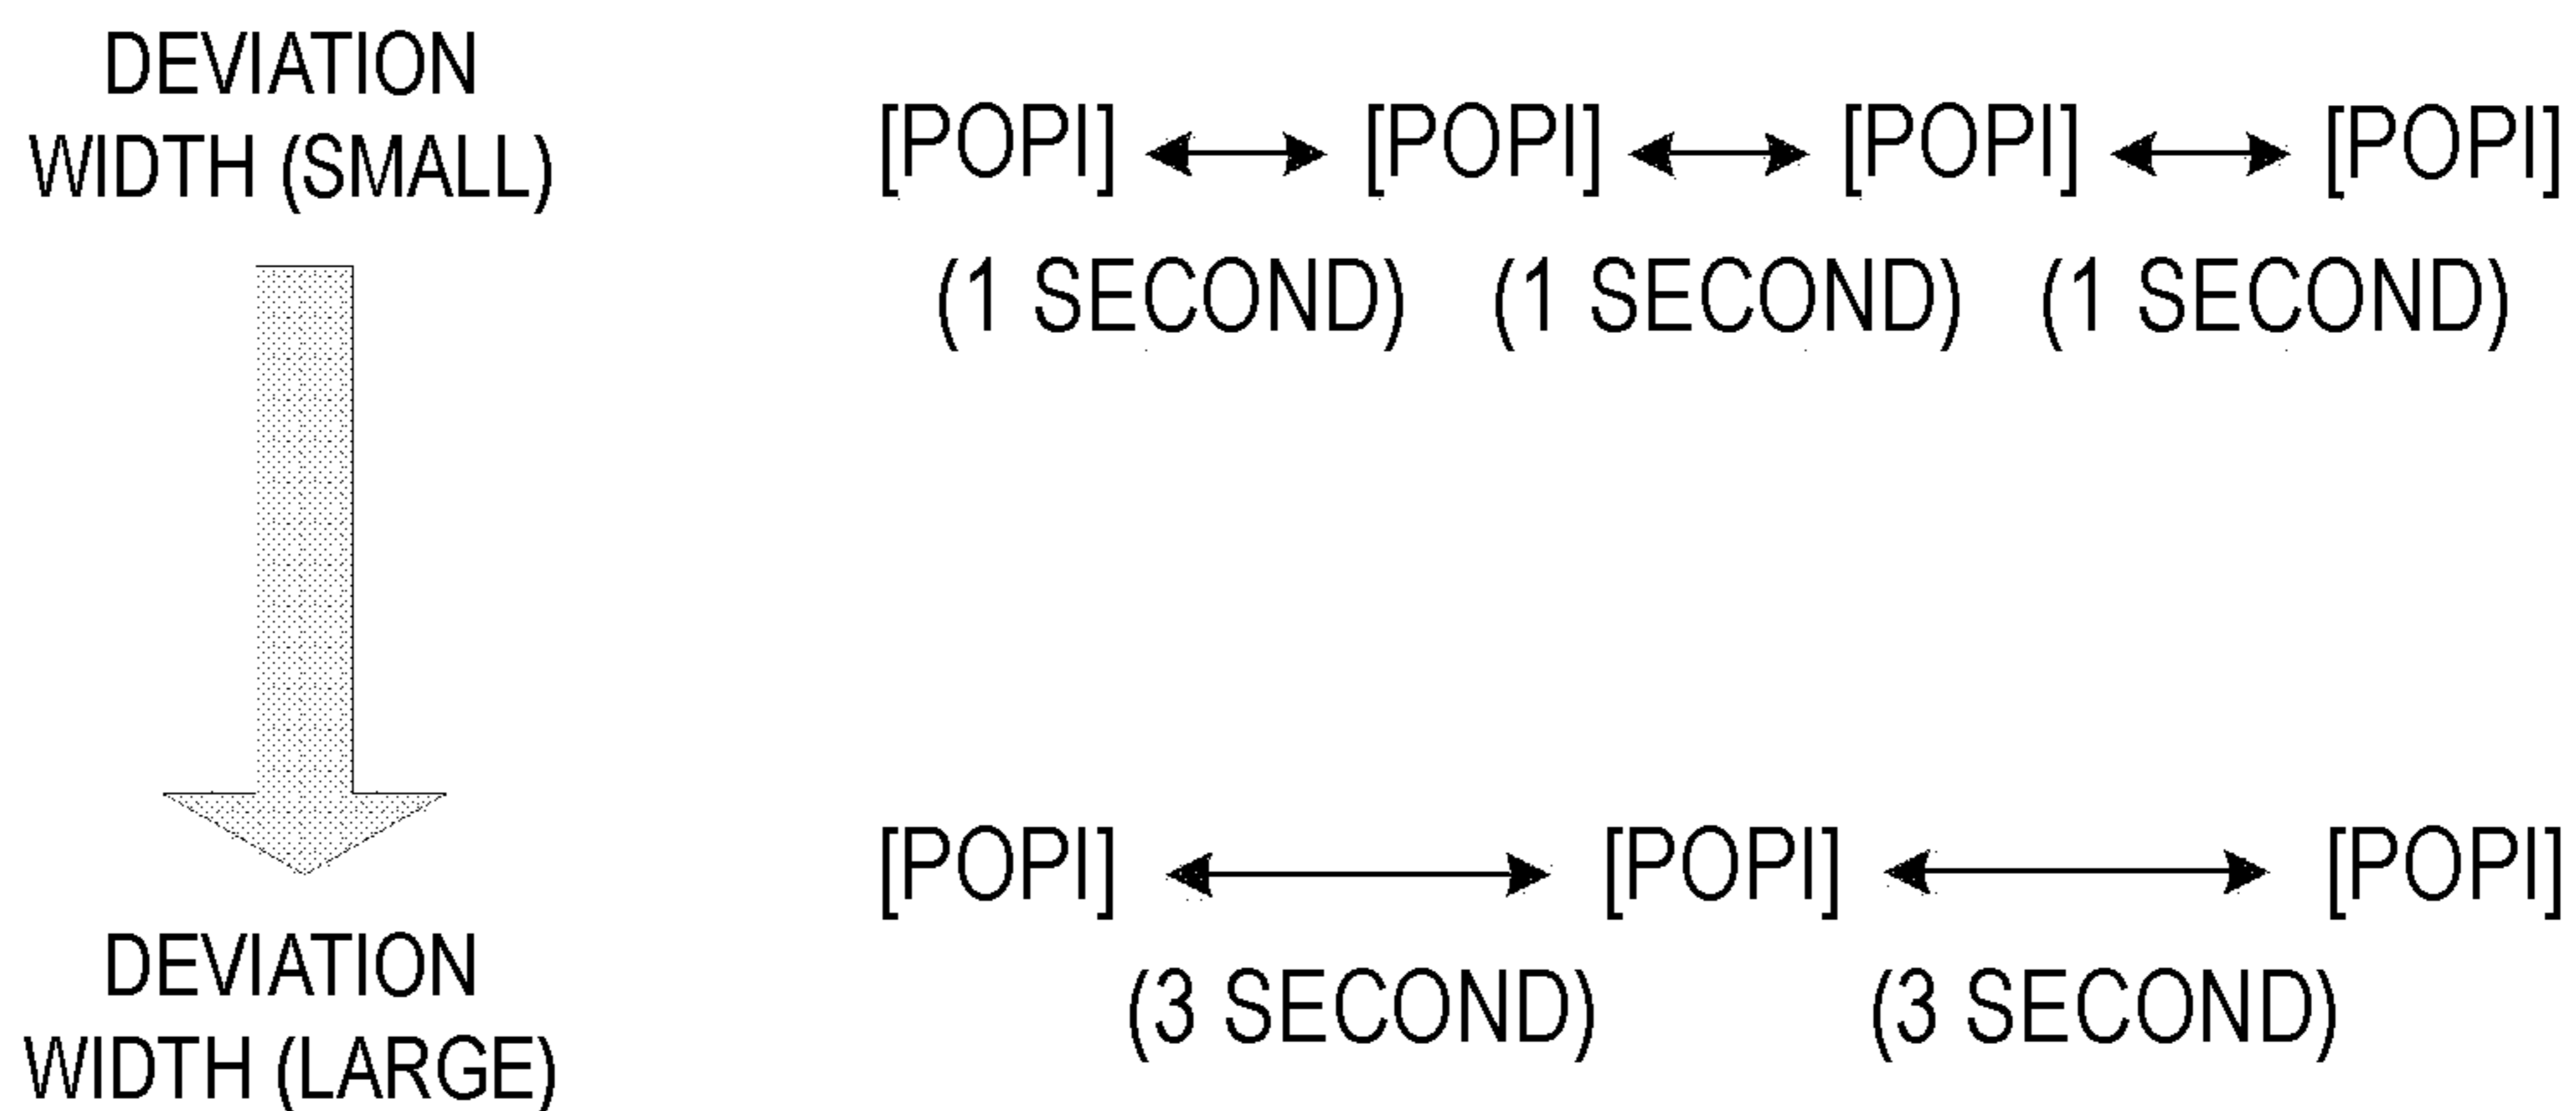 DEVIATION
WIDTH (SMALL)
[POPI] [POPI] [POPI] [POPI]
(1 SECOND) (1 SECOND) (1 SECOND)
[POPI] [POPI] [POPI]
(3 SECOND) (3 SECOND)
DEVIATION
WIDTH (LARGE)